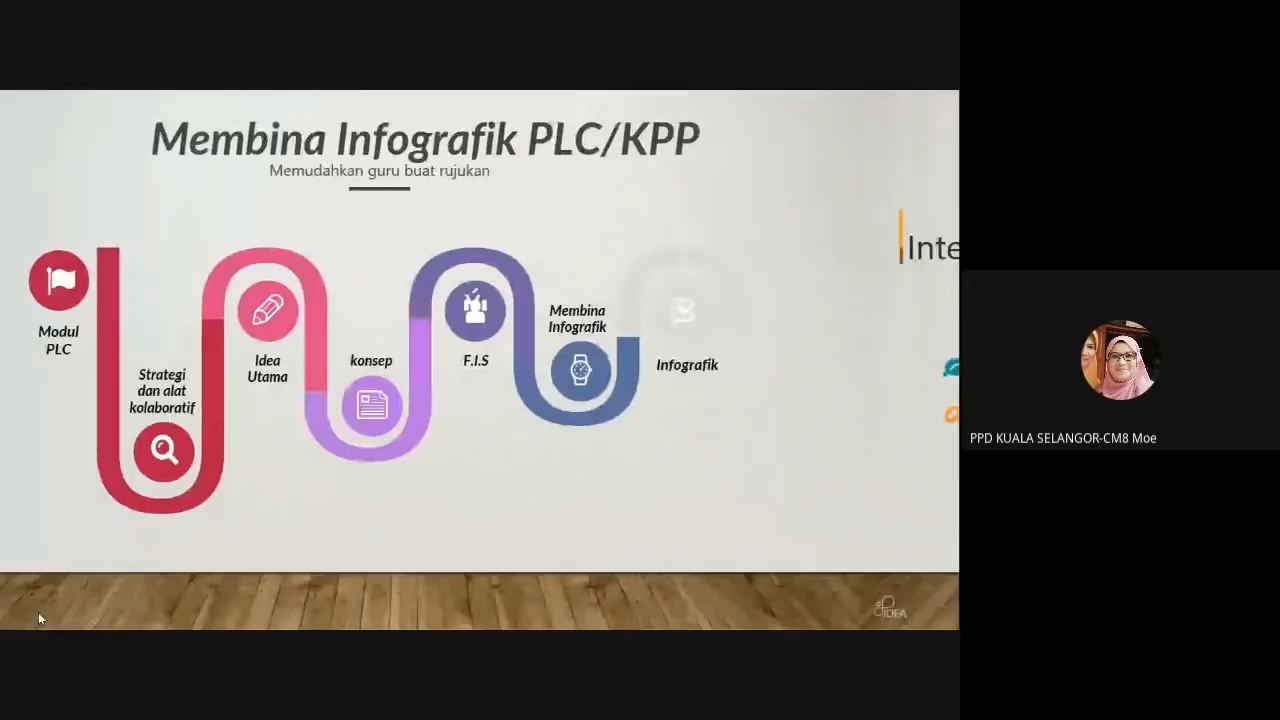 Membina Infografik PLC/KPP
Memudahkan guru buat rujukan
Inte
Modul
PLC
Strategi
dan alat
kolaboratif
Idea
Utama
konsep
F.I.S
Membina
Infografik
Infografik
PPD KUALA SELANGOR-CM8 Moe
IDEA